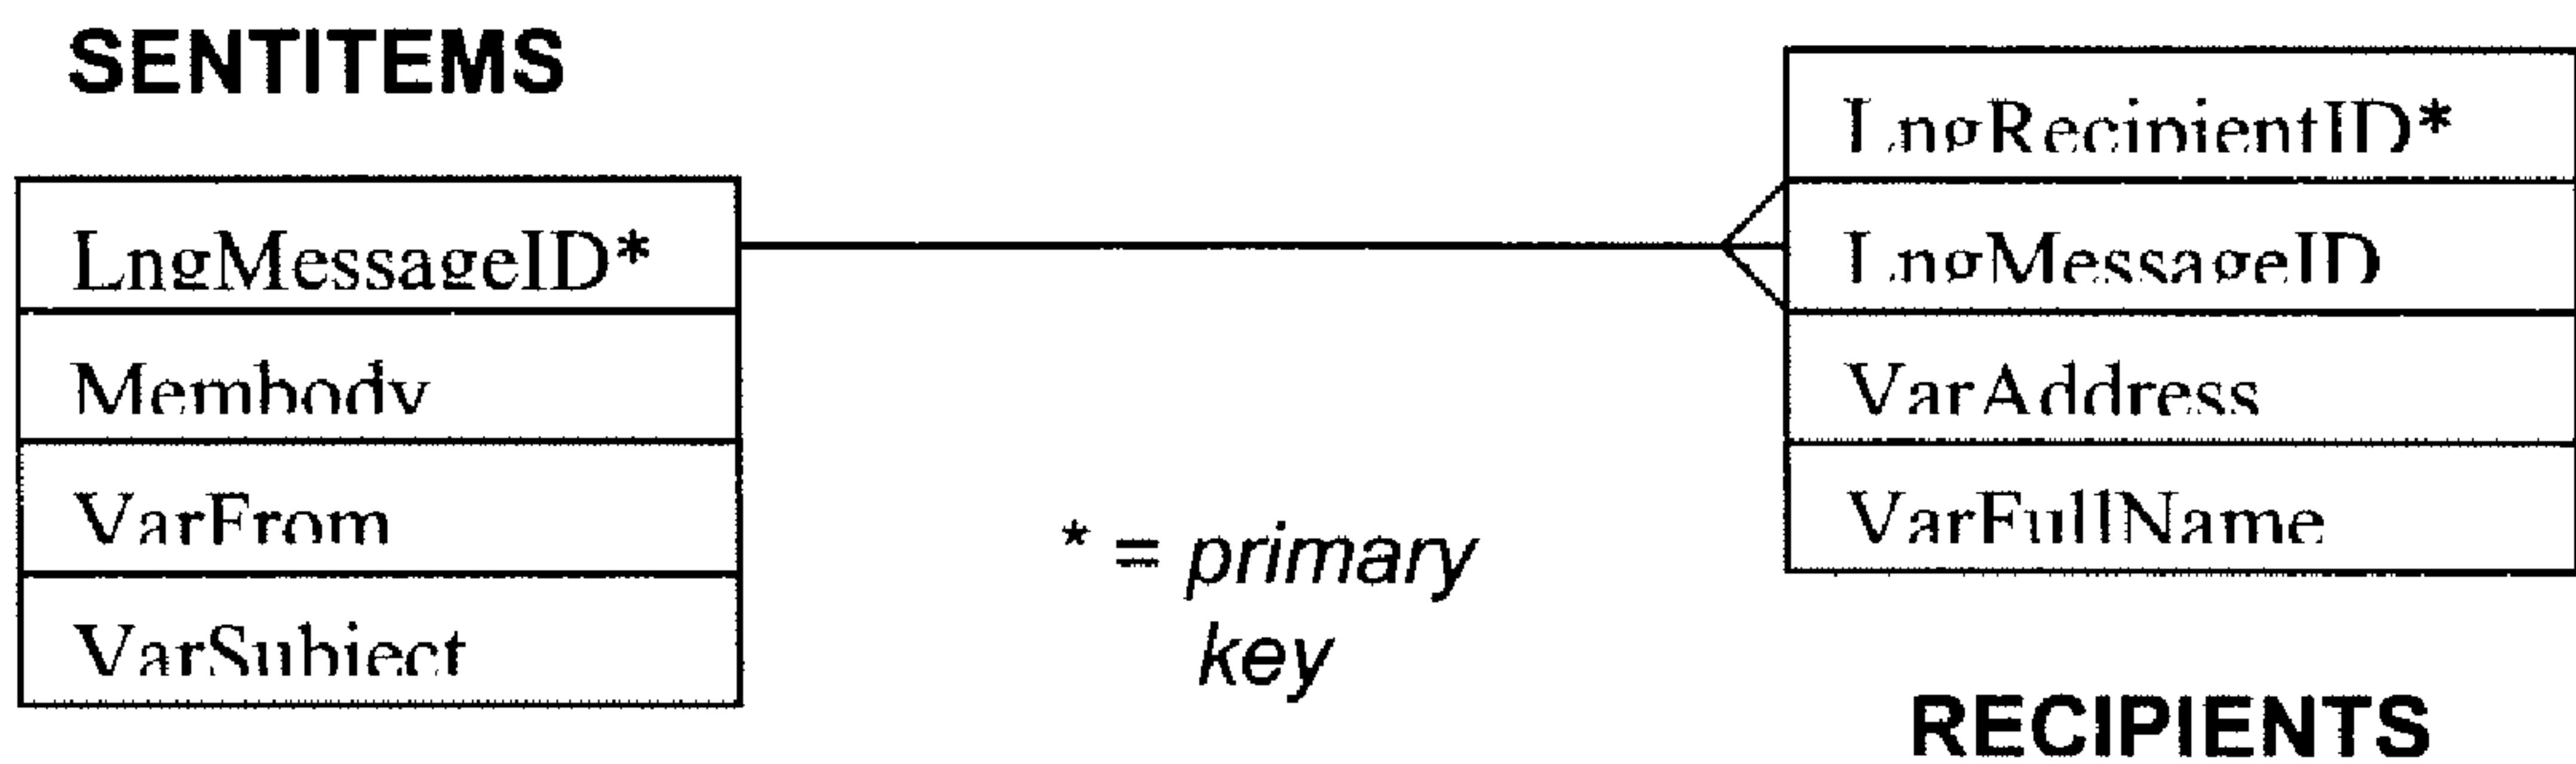 SENTITEMS
LngMessageID*
Membody
VarFrom
VarSubject
* = primary
key
LngRecipientID*
LngMessageID
VarAddress
VarFullName
RECIPIENTS